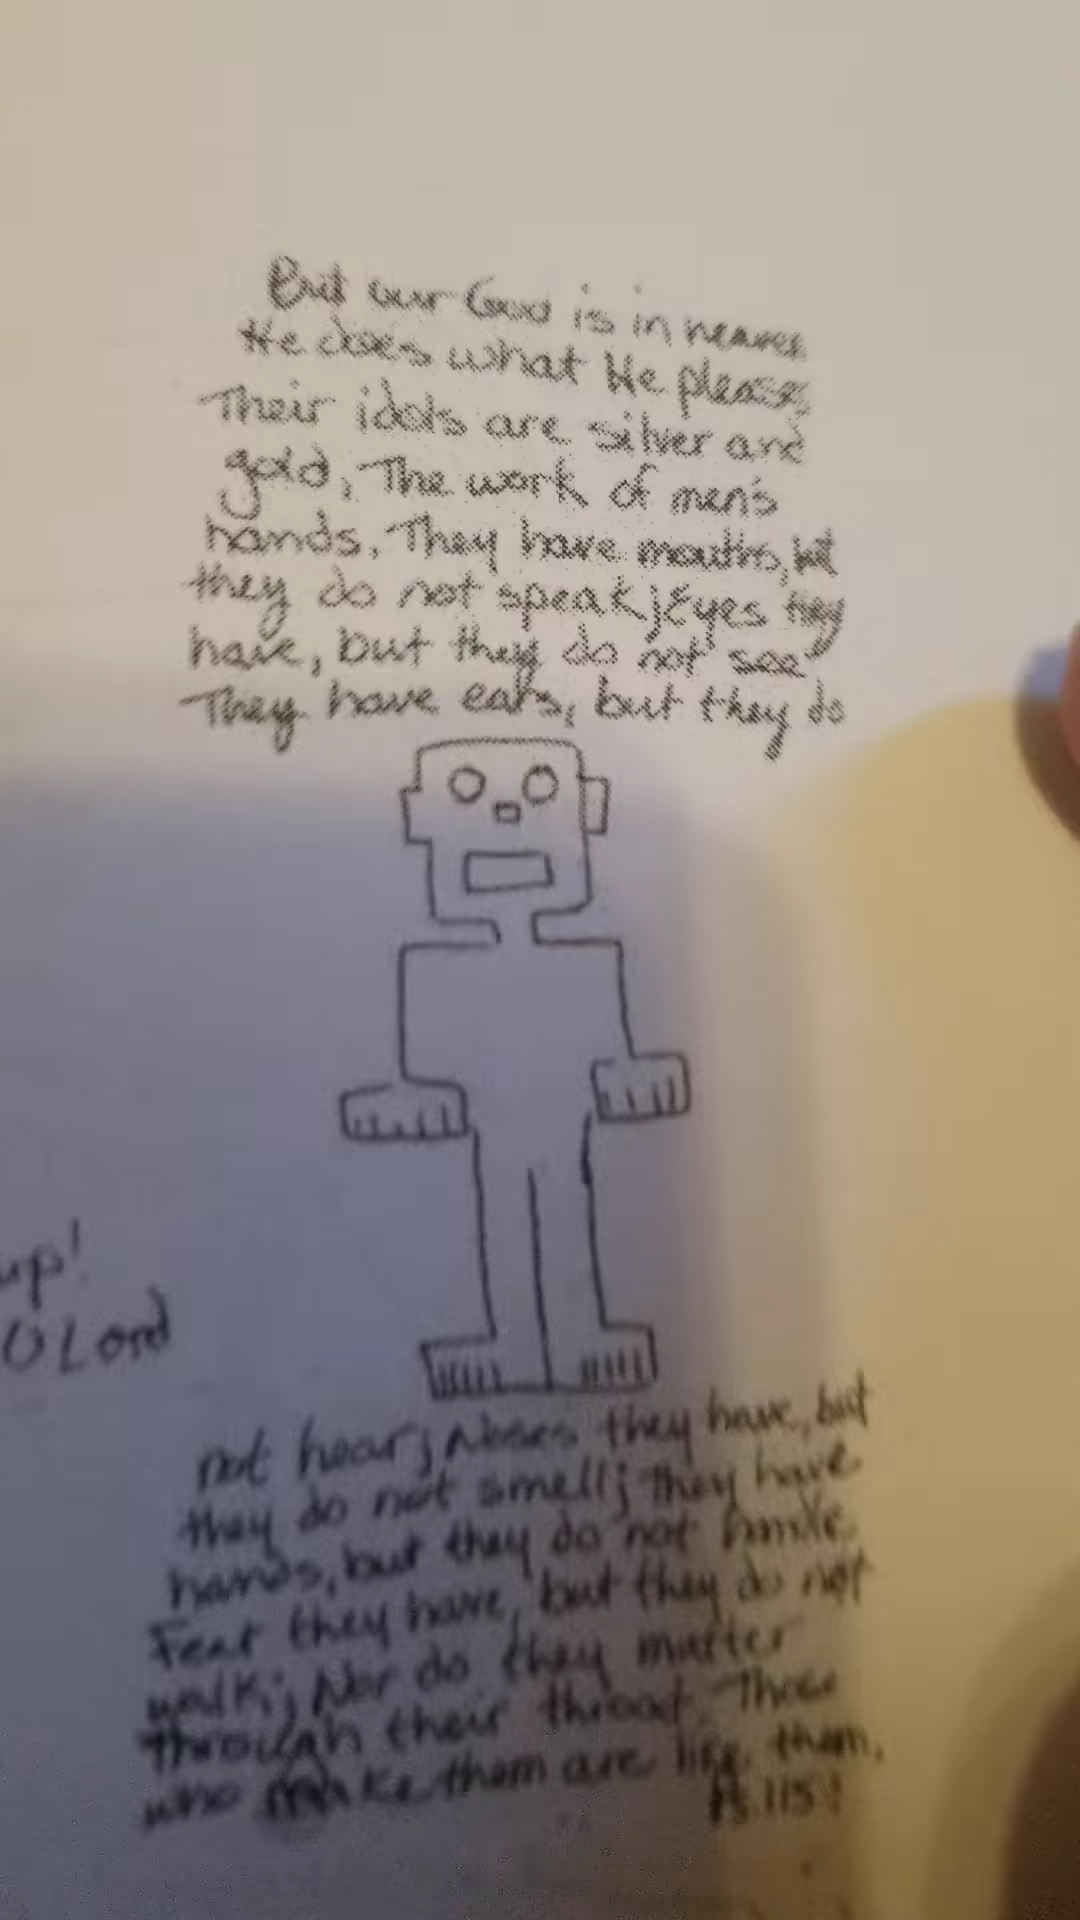 But our God is in heaven
He does what He pleases
Their idols are silver and
gold, The work of men's
hands. They have mouths, but
they do not speak; Eyes they
have, but they do not see
They have ears, but they do
up!
O Lord
not hear; Noses they have, but
they do not smell; They have
hands, but they do not handle.
Feet they have, but they do not
walk; Nor do they mutter
through their throat. Those
who make them are like them.
Ps. 115: